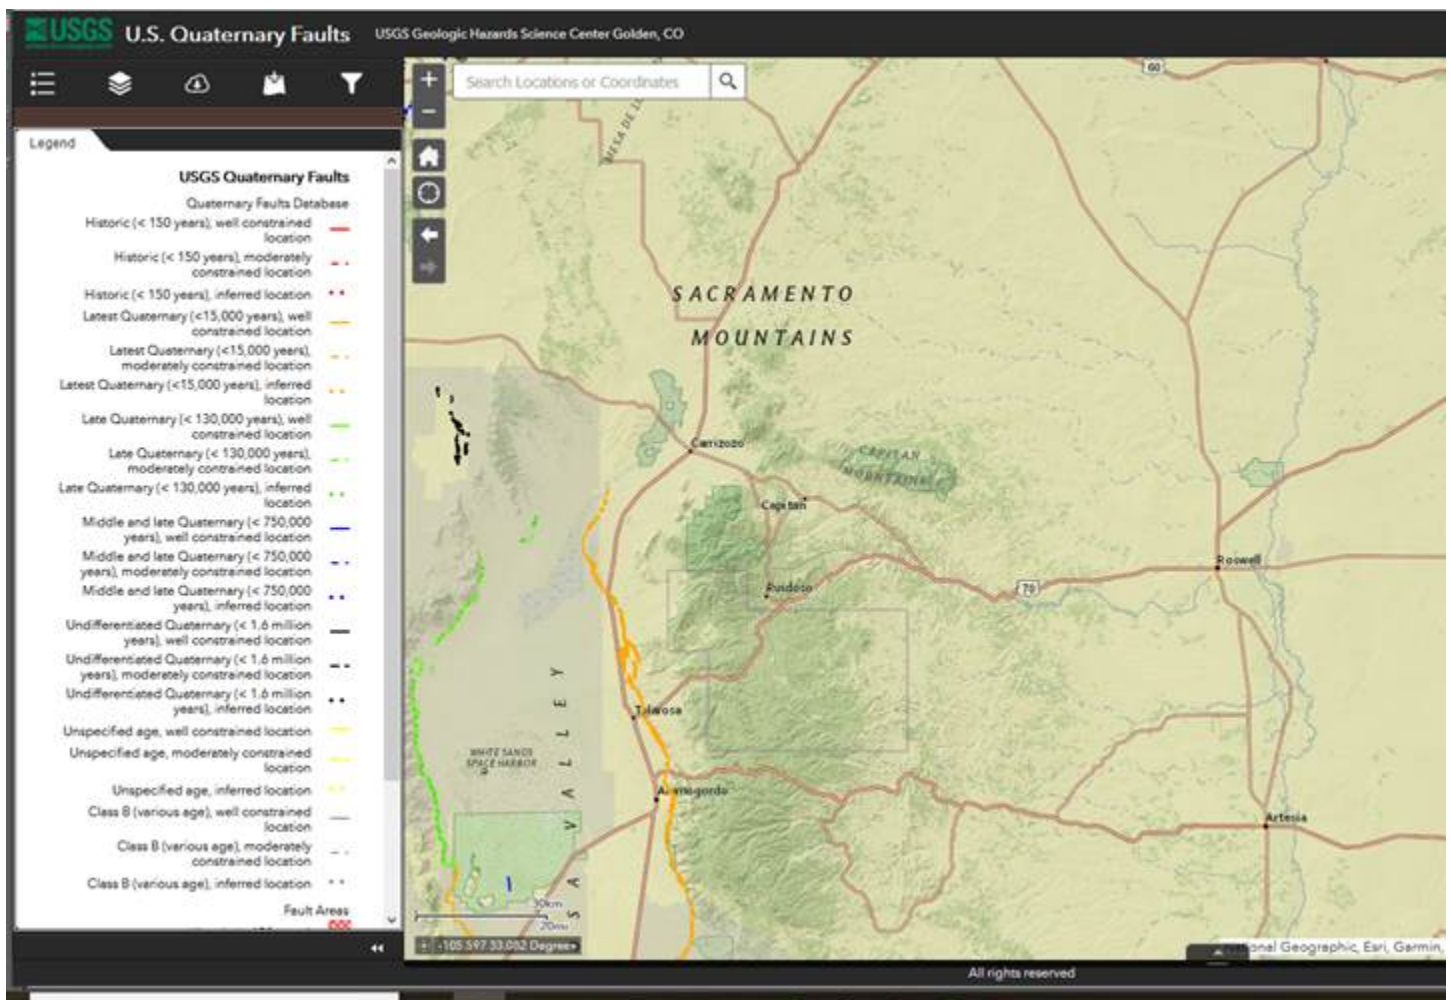 USGS U.S. Quaternary Faults USGS Geologic Hazards Science Center Golden, CO
Search Locations or Coordinates
Legend
USGS Quaternary Faults
Quaternary Faults Database
Historic (< 150 years), well constrained
location
Historic (< 150 years), moderately
constrained location
Historic (< 150 years), inferred location
Latest Quaternary (<15,000 years), well
constrained location
Latest Quaternary (<15,000 years),
moderately constrained location
Latest Quaternary (<15,000 years), inferred
location
Late Quaternary (< 130,000 years), well
constrained location
Late Quaternary (< 130,000 years),
moderately contrained location
Late Quaternary (< 130,000 years), inferred
location
Middle and late Quaternary (< 750,000
years), well constrained location
Middle and late Quaternary (< 750,000
years), moderately constrained location
Middle and late Quaternary (< 750,000
years), inferred location
Undifferentiated Quaternary (< 1.6 million
years), well constrained location
Undifferentiated Quaternary (< 1.6 million
years), moderately constrained location
Undifferentiated Quaternary (< 1.6 million
years), inferred location
Unspecified age, well constrained location
Unspecified age, moderately constrained
location
Unspecified age, inferred location
Class B (various age), well constrained
location
Class B (various age), moderately
constrained location
Class B (various age), inferred location
Fault Areas
60
MESA DE
SACRAMENTO
MOUNTAINS
Carrizozo
CAPITAN
MOUNTAINS
Capitan
Roswell
Ruidoso
70
Tularosa
WHITE SANDS
SPACE HARBOR
VALLEY
Alamogordo
Artesia
30km
20mi
-105.597 33.082 Degrees
National Geographic, Esri, Garmin,
All rights reserved